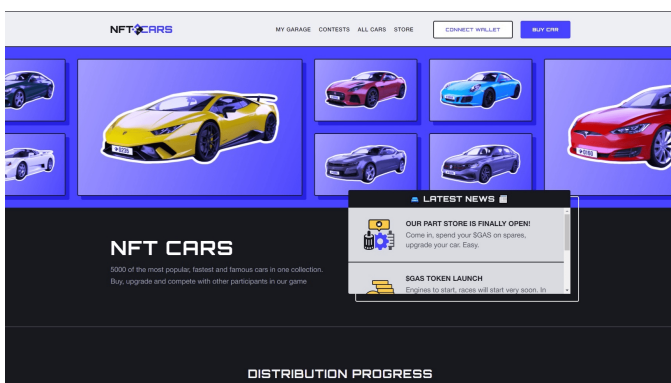 NFT CARS
MY GARAGE CONTESTS ALL CARS STORE CONNECT WALLET BUY CAR
LATEST NEWS
OUR PART STORE IS FINALLY OPEN!
Come in, spend your $GAS on spares,
upgrade your car. Easy.
$GAS TOKEN LAUNCH
Engines to start, races will start very soon. In
NFT CARS
5000 of the most popular, fastest and famous cars in one collection.
Buy, upgrade and compete with other participants in our game
DISTRIBUTION PROGRESS